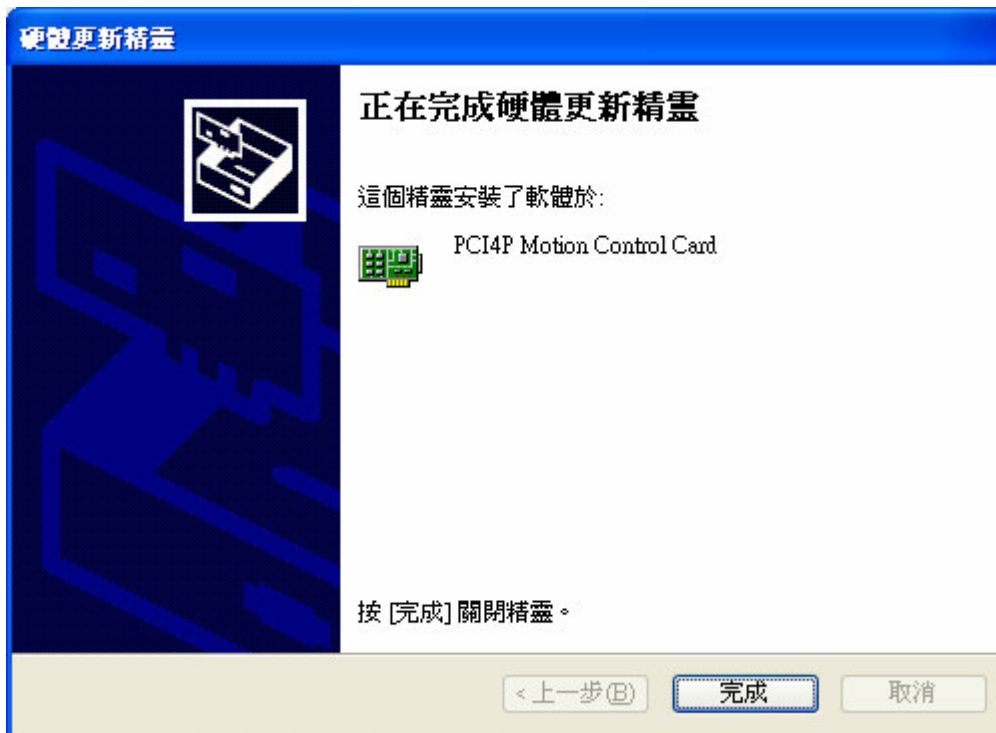 硬體更新精靈
正在完成硬體更新精靈
這個精靈安裝了軟體於:
PCI4P Motion Control Card
按 [完成] 關閉精靈。
< 上一步(B)
完成
取消